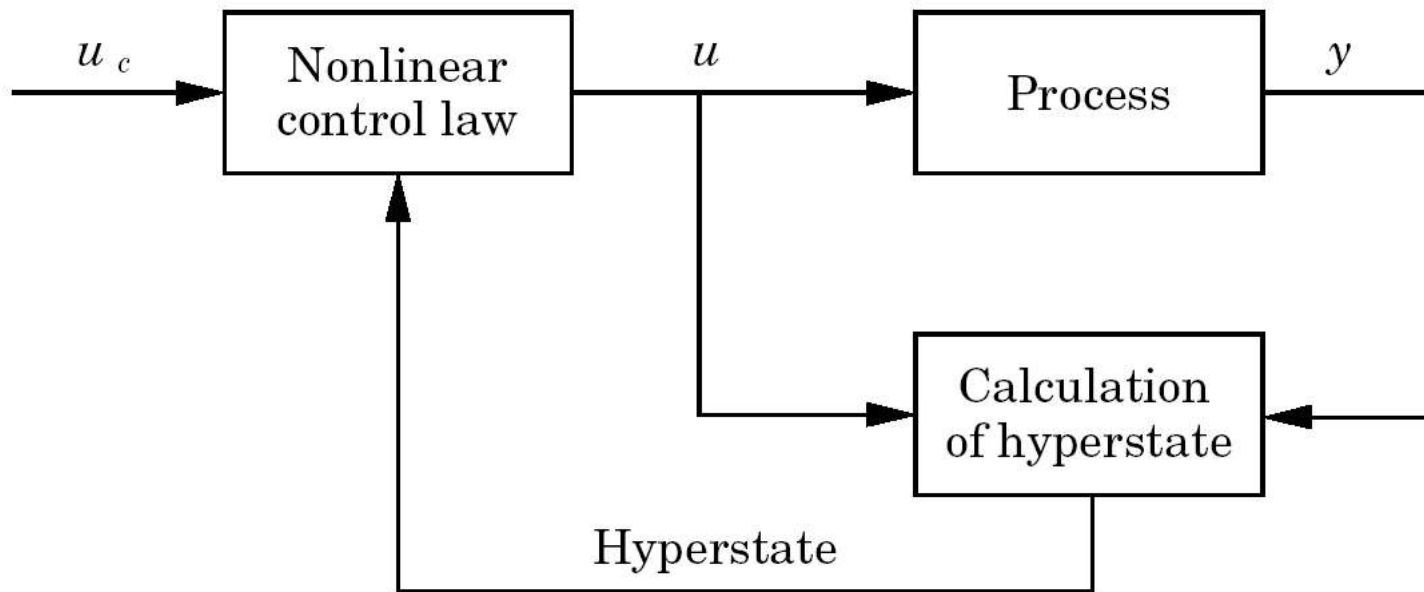 u c
Nonlinear
control law
u
Process
y
Calculation
of hyperstate
Hyperstate